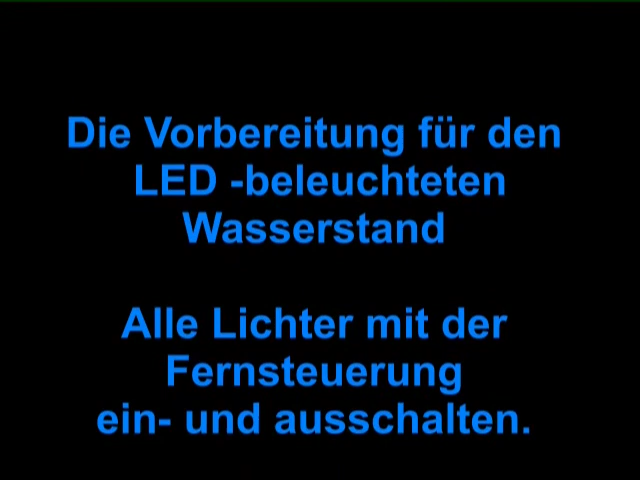 Die Vorbereitung für den
LED -beleuchteten
Wasserstand
Alle Lichter mit der
Fernsteuerung
ein- und ausschalten.